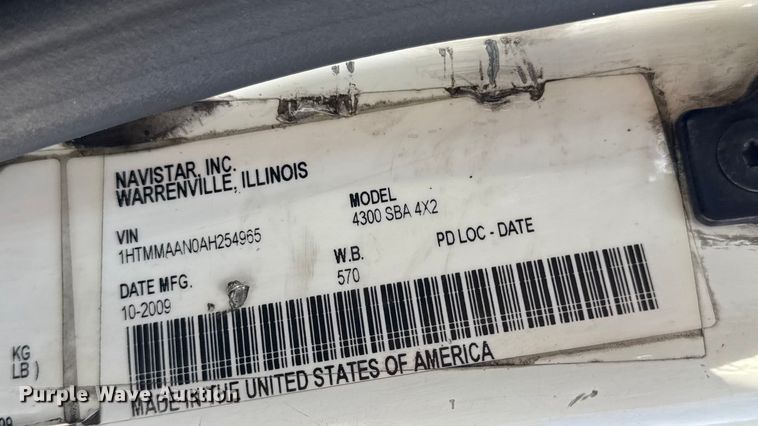 NAVISTAR, INC.
WARRENVILLE, ILLINOIS
VIN
1HTMMAAN0AH254965
MODEL
4300 SBA 4X2
DATE MFG.
10-2009
W.B.
570
PD LOC - DATE
KG
LB )
MADE IN THE UNITED STATES OF AMERICA
09
Purple Wave Auction